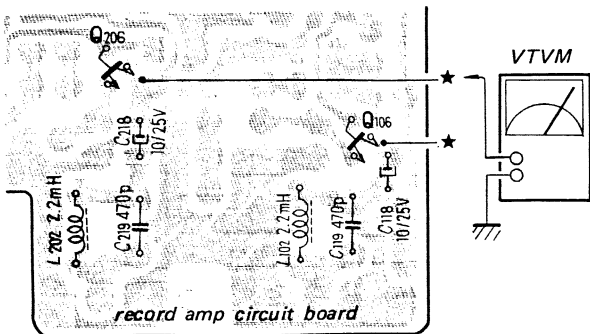 Q206
VTVM
★
C218
10/25V
Q106
★
C118
10/25V
L202 2.2mH
C219 470p
L102 2.2mH
C119 470p
record amp circuit board